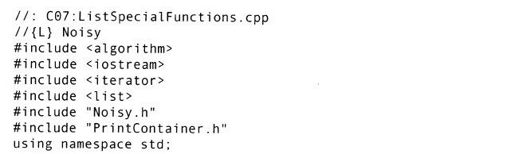 //: C07:ListSpecialFunctions.cpp
//{L} Noisy
#include <algorithm>
#include <iostream>
#include <iterator>
#include <list>
#include "Noisy.h"
#include "PrintContainer.h"
using namespace std;